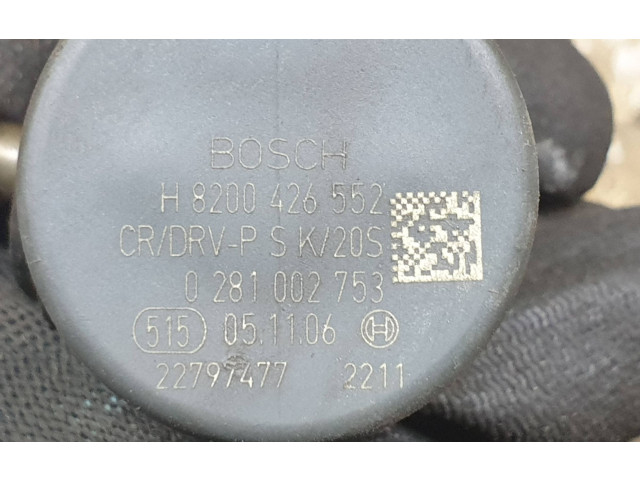 BOSCH
H 8200 426 552
CR/DRV-P S K/20S
0 281 002 753
515 05.11.06
22797477 2211